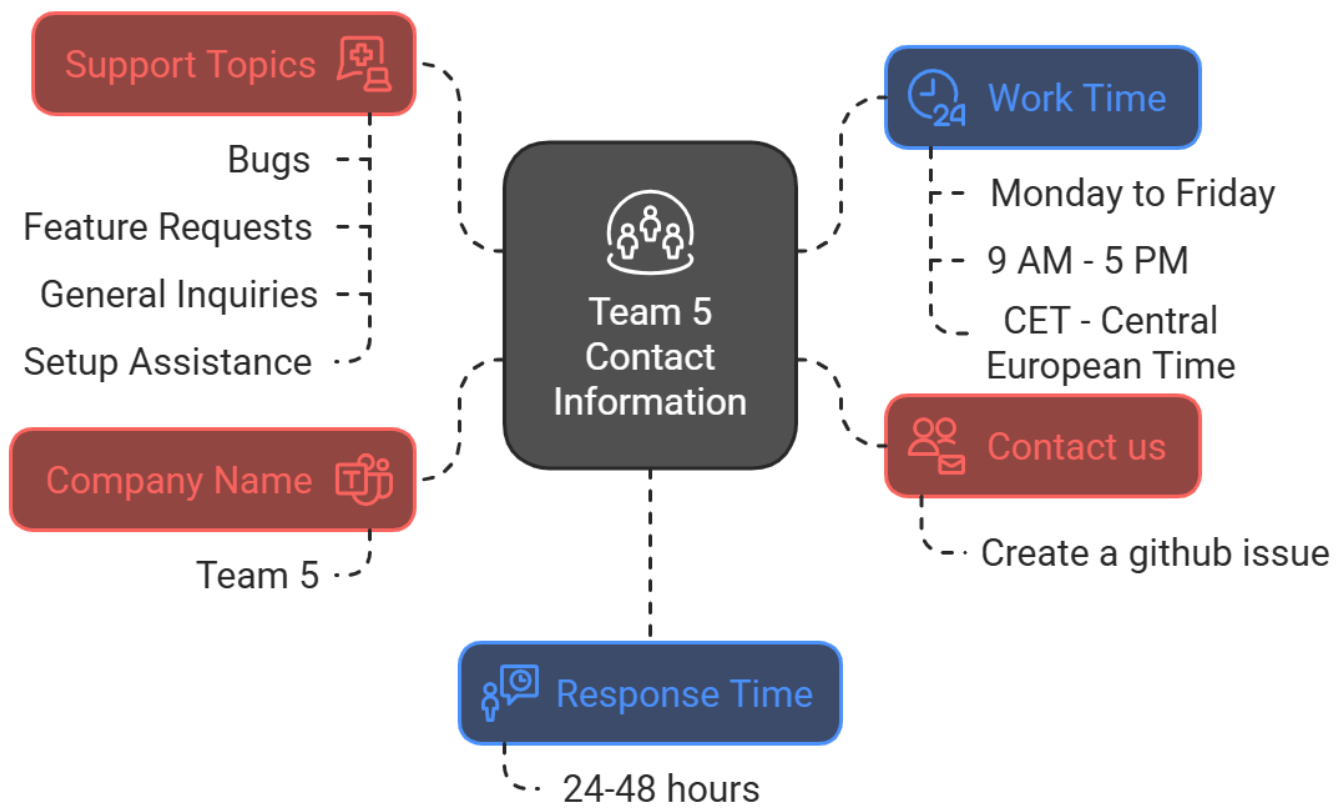 Support Topics
Bugs
Feature Requests
General Inquiries
Setup Assistance
Company Name
Team 5
Team 5
Contact
Information
Work Time
24
Monday to Friday
9 AM - 5 PM
CET - Central
European Time
Contact us
Create a github issue
Response Time
24-48 hours